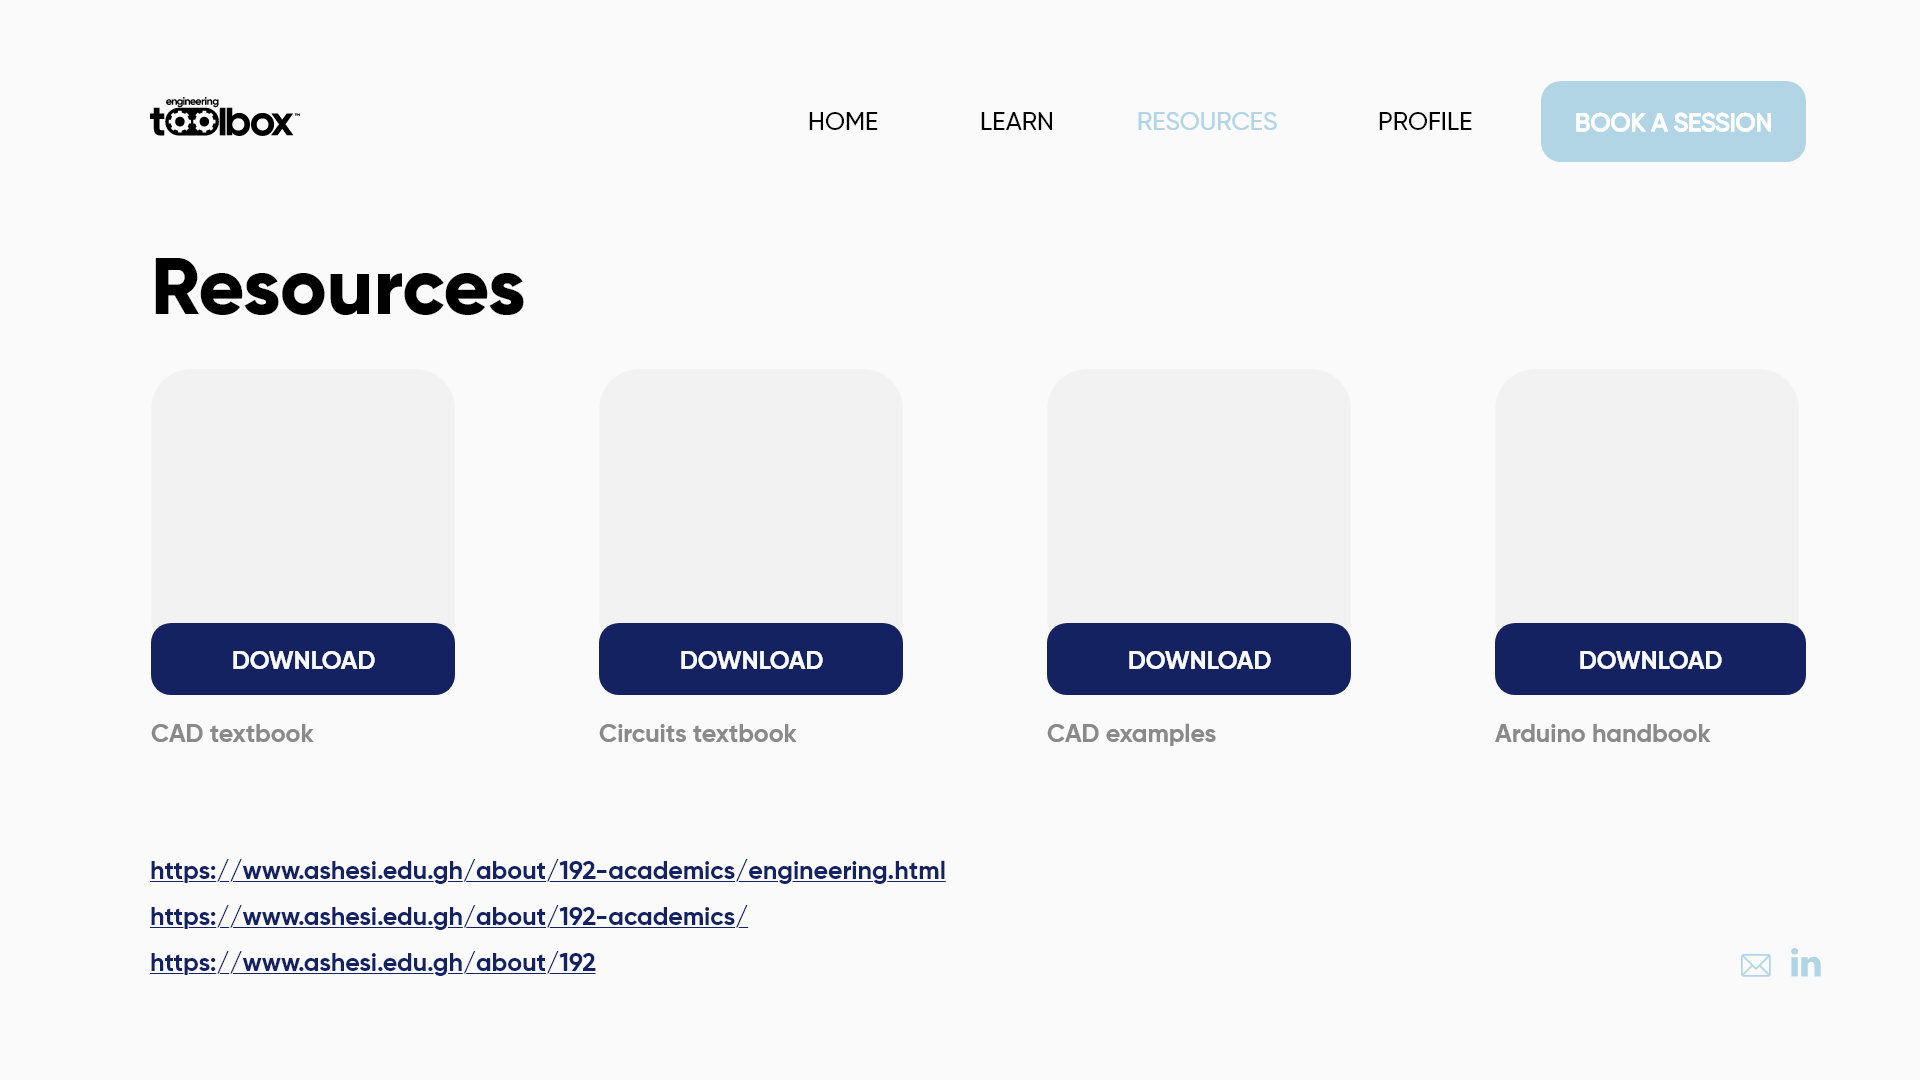 engineering
toolbox™
HOME
LEARN
RESOURCES
PROFILE
BOOK A SESSION
Resources
DOWNLOAD
DOWNLOAD
DOWNLOAD
DOWNLOAD
CAD textbook
Circuits textbook
CAD examples
Arduino handbook
https://www.ashesi.edu.gh/about/192-academics/engineering.html
https://www.ashesi.edu.gh/about/192-academics/
https://www.ashesi.edu.gh/about/192
in